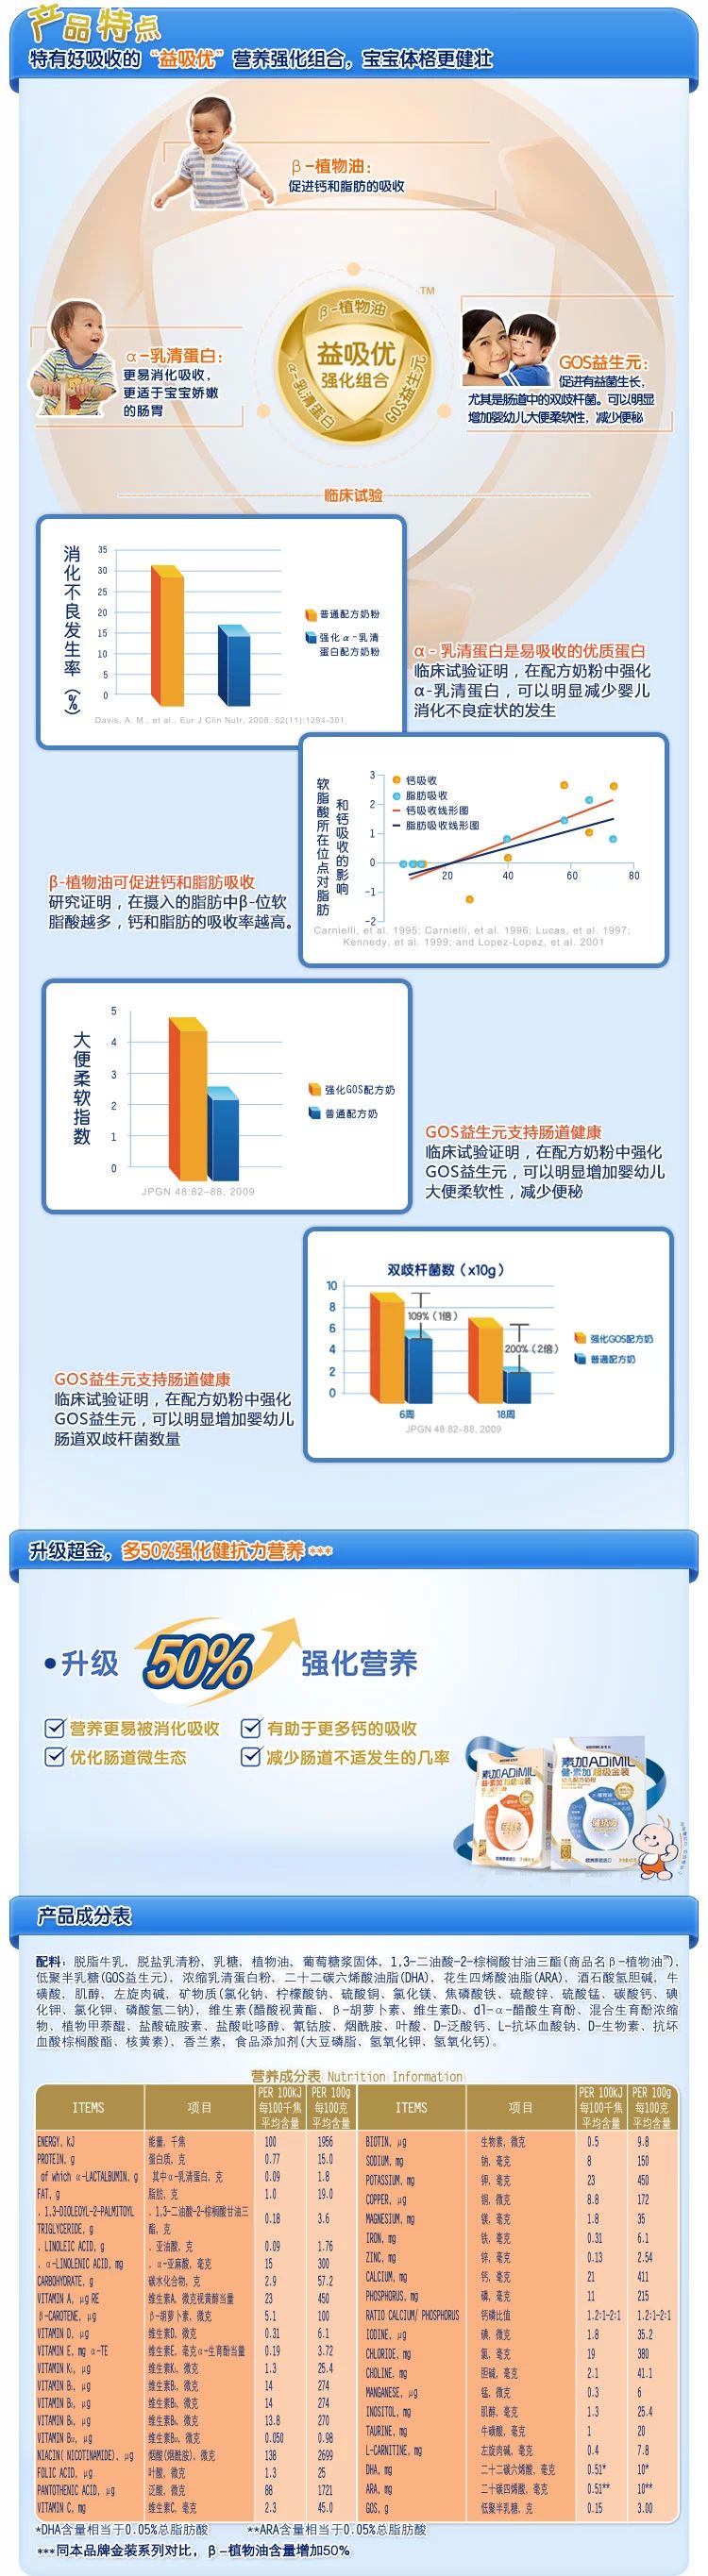 产品特点
特有好吸收的“益吸优”营养强化组合，宝宝体格更健壮
β-植物油：
促进钙和脂肪的吸收
TM
β-植物油
益吸优
强化组合
α-乳清蛋白
GOS益生元
α-乳清蛋白：
更易消化吸收，
更适于宝宝娇嫩
的肠胃
GOS益生元：
促进有益菌生长，
尤其是肠道中的双歧杆菌。可以明显
增加婴幼儿大便柔软性，减少便秘
临床试验
消化不良发生率（%）
35
30
25
20
15
10
5
0
普通配方奶粉
强化α-乳清
蛋白配方奶粉
Davis, A. M., et al., Eur J Clin Nutr, 2008, 62(11):1294-301.
α-乳清蛋白是易吸收的优质蛋白
临床试验证明，在配方奶粉中强化
α-乳清蛋白，可以明显减少婴儿
消化不良症状的发生
软脂酸所在位点对脂肪
和钙吸收的影响
3
2
1
0
-1
-2
20 40 60 80
钙吸收
脂肪吸收
钙吸收线形图
脂肪吸收线形图
Carnielli, et al. 1995; Carnielli, et al. 1996; Lucas, et al. 1997;
Kennedy, et al. 1999; and Lopez-Lopez, et al. 2001
β-植物油可促进钙和脂肪吸收
研究证明，在摄入的脂肪中β-位软
脂酸越多，钙和脂肪的吸收率越高。
大便柔软指数
5
4
3
2
1
0
强化GOS配方奶
普通配方奶
JPGN 48:82–88, 2009
GOS益生元支持肠道健康
临床试验证明，在配方奶粉中强化
GOS益生元，可以明显增加婴幼儿
大便柔软性，减少便秘
双歧杆菌数（x10g）
10
8
6
4
2
0
109%（1倍）
200%（2倍）
6周 18周
强化GOS配方奶
普通配方奶
JPGN 48:82–88, 2009
GOS益生元支持肠道健康
临床试验证明，在配方奶粉中强化
GOS益生元，可以明显增加婴幼儿
肠道双歧杆菌数量
升级超金，多50%强化健抗力营养***
•升级 50% 强化营养
营养更易被消化吸收 有助于更多钙的吸收
优化肠道微生态 减少肠道不适发生的几率
素加ADiMIL
超级金装
素加ADiMIL
健·素加 超级金装
幼儿配方奶粉
健抗力
产品成分表
配料：脱脂牛乳，脱盐乳清粉，乳糖，植物油，葡萄糖浆固体，1,3-二油酸-2-棕榈酸甘油三酯(商品名β-植物油™)，
低聚半乳糖(GOS益生元)，浓缩乳清蛋白粉，二十二碳六烯酸油脂(DHA)，花生四烯酸油脂(ARA)，酒石酸氢胆碱，牛
磺酸，肌醇，左旋肉碱，矿物质(氯化钠、柠檬酸钠、硫酸铜、氯化镁、焦磷酸铁、硫酸锌、硫酸锰、碳酸钙、碘
化钾、氯化钾、磷酸氢二钠)，维生素(醋酸视黄酯、β-胡萝卜素、维生素D₃、dl-α-醋酸生育酚、混合生育酚浓缩
物、植物甲萘醌、盐酸硫胺素、盐酸吡哆醇、氰钴胺、烟酰胺、叶酸、D-泛酸钙、L-抗坏血酸钠、D-生物素、抗坏
血酸棕榈酸酯、核黄素)，香兰素，食品添加剂(大豆磷脂、氢氧化钾、氢氧化钙)。
营养成分表 Nutrition Information
ITEMS 项目 PER 100kJ 每100千焦 平均含量 PER 100g 每100克 平均含量 ITEMS 项目 PER 100kJ 每100千焦 平均含量 PER 100g 每100克 平均含量
ENERGY, kJ 能量，千焦 100 1956
PROTEIN, g 蛋白质，克 0.77 15.0
of which α-LACTALBUMIN, g 其中α-乳清蛋白，克 0.09 1.8
FAT, g 脂肪，克 1.0 19.0
. 1,3-DIOLEOYL-2-PALMITOYL TRIGLYCERIDE, g . 1,3-二油酸-2-棕榈酸甘油三酯，克 0.18 3.6
. LINOLEIC ACID, g . 亚油酸，克 0.09 1.76
. α-LINOLENIC ACID, mg . α-亚麻酸，毫克 15 300
CARBOHYDRATE, g 碳水化合物，克 2.9 57.2
VITAMIN A, μg RE 维生素A，微克视黄醇当量 23 450
β-CAROTENE, μg β-胡萝卜素，微克 5.1 100
VITAMIN D, μg 维生素D，微克 0.31 6.1
VITAMIN E, mg α-TE 维生素E，毫克α-生育酚当量 0.19 3.72
VITAMIN K₁, μg 维生素K₁，微克 1.3 25.4
VITAMIN B₁, μg 维生素B₁，微克 14 274
VITAMIN B₂, μg 维生素B₂，微克 14 274
VITAMIN B₆, μg 维生素B₆，微克 13.8 270
VITAMIN B₁₂, μg 维生素B₁₂，微克 0.050 0.98
NIACIN( NICOTINAMIDE), μg 烟酸(烟酰胺)，微克 138 2699
FOLIC ACID, μg 叶酸，微克 1.3 25
PANTOTHENIC ACID, μg 泛酸，微克 88 1721
VITAMIN C, mg 维生素C，毫克 2.3 45.0
BIOTIN, μg 生物素，微克 0.5 9.8
SODIUM, mg 钠，毫克 8 150
POTASSIUM, mg 钾，毫克 23 450
COPPER, μg 铜，微克 8.8 172
MAGNESIUM, mg 镁，毫克 1.8 35
IRON, mg 铁，毫克 0.31 6.1
ZINC, mg 锌，毫克 0.13 2.54
CALCIUM, mg 钙，毫克 21 411
PHOSPHORUS, mg 磷，毫克 11 215
RATIO CALCIUM/ PHOSPHORUS 钙磷比值 1.2:1-2:1 1.2:1-2:1
IODINE, μg 碘，微克 1.8 35.2
CHLORIDE, mg 氯，毫克 19 380
CHOLINE, mg 胆碱，毫克 2.1 41.1
MANGANESE, μg 锰，微克 0.3 6
INOSITOL, mg 肌醇，毫克 1.3 25.4
TAURINE, mg 牛磺酸，毫克 1 20
L-CARNITINE, mg 左旋肉碱，毫克 0.4 7.8
DHA, mg 二十二碳六烯酸，毫克 0.51* 10*
ARA, mg 二十碳四烯酸，毫克 0.51** 10**
GOS, g 低聚半乳糖，克 0.15 3.00
*DHA含量相当于0.05%总脂肪酸 **ARA含量相当于0.05%总脂肪酸
***同本品牌金装系列对比，β-植物油含量增加50%